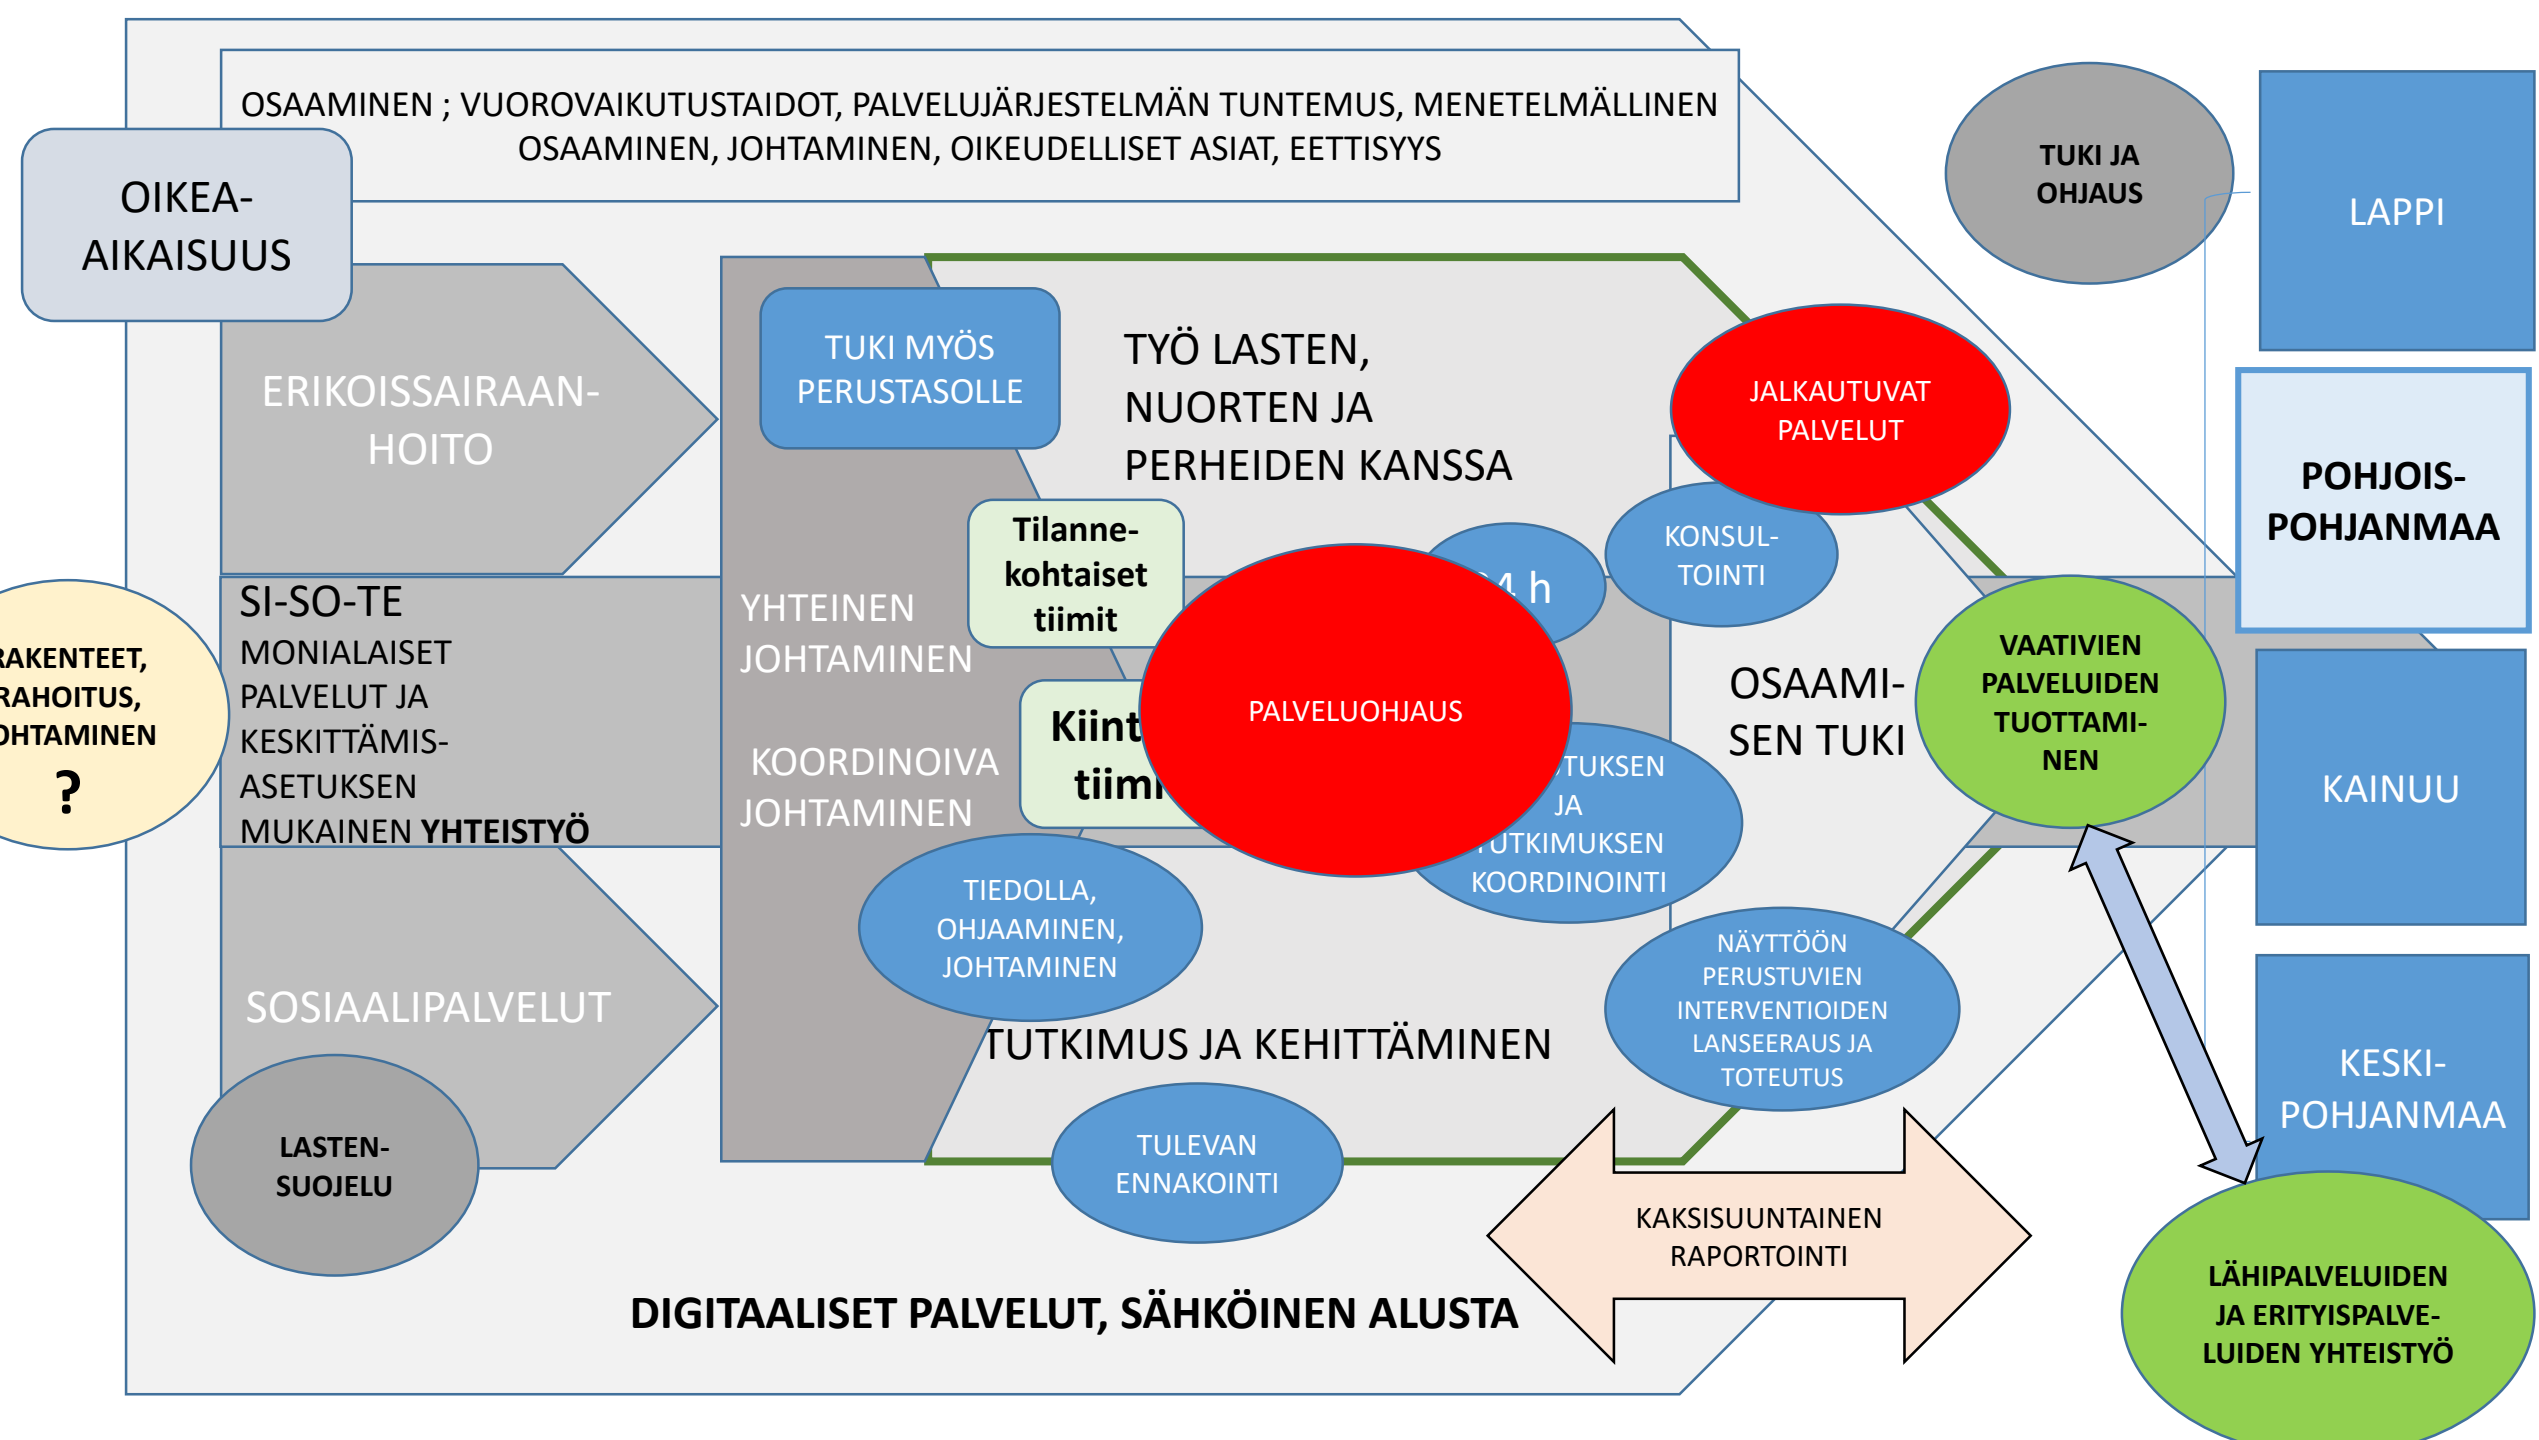 OSAAMINEN ; VUOROVAIKUTUSTAIDOT, PALVELUJÄRJESTELMÄN TUNTEMUS, MENETELMÄLLINEN
OSAAMINEN, JOHTAMINEN, OIKEUDELLISET ASIAT, EETTISYYS
OIKEA-
AIKAISUUS
TUKI JA
OHJAUS
LAPPI
ERIKOISSAIRAAN-
HOITO
TUKI MYÖS
PERUSTASOLLE
TYÖ LASTEN,
NUORTEN JA
PERHEIDEN KANSSA
JALKAUTUVAT
PALVELUT
POHJOIS-
POHJANMAA
Tilanne-
kohtaiset
tiimit
h
KONSUL-
TOINTI
SI-SO-TE
MONIALAISET
PALVELUT JA
KESKITTÄMIS-
ASETUKSEN
MUKAINEN YHTEISTYÖ
RAHOITUS,
?
YHTEINEN
JOHTAMINEN
KOORDINOIVA
JOHTAMINEN
PALVELUOHJAUS
OSAAMI-
SEN TUKI
VAATIVIEN
PALVELUIDEN
TUOTTAMI-
NEN
JA
KOORDINOINTI
KAINUU
TIEDOLLA,
OHJAAMINEN,
JOHTAMINEN
NÄYTTÖÖN
PERUSTUVIEN
INTERVENTIOIDEN
LANSEERAUS JA
TOTEUTUS
SOSIAALIPALVELUT
TUTKIMUS JA KEHITTÄMINEN
KESKI-
POHJANMAA
LASTEN-
SUOJELU
TULEVAN
ENNAKOINTI
KAKSISUUNTAINEN
RAPORTOINTI
DIGITAALISET PALVELUT, SÄHKÖINEN ALUSTA
LÄHIPALVELUIDEN
JA ERITYISPALVE-
LUIDEN YHTEISTYÖ